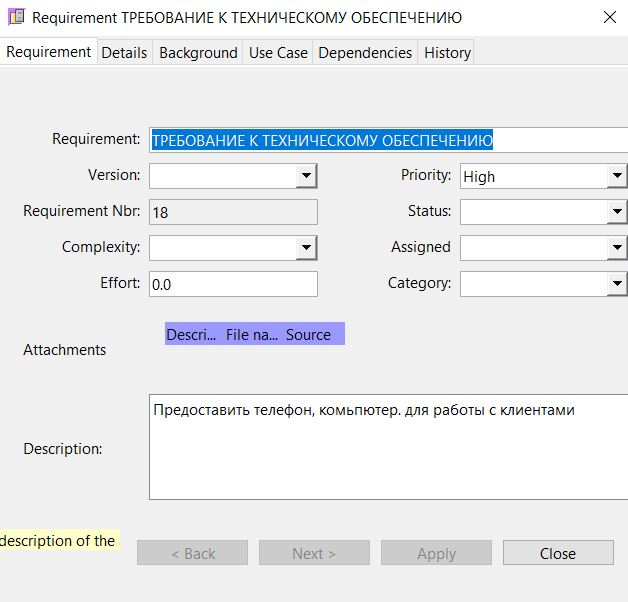 Requirement ТРЕБОВАНИЕ К ТЕХНИЧЕСКОМУ ОБЕСПЕЧЕНИЮ
Requirement Details Background Use Case Dependencies History
Requirement: ТРЕБОВАНИЕ К ТЕХНИЧЕСКОМУ ОБЕСПЕЧЕНИЮ
Version: Priority: High
Requirement Nbr: 18 Status:
Complexity: Assigned
Effort: 0.0 Category:
Descri... File na... Source
Attachments
Предоставить телефон, комьпютер. для работы с клиентами
Description:
description of the
< Back Next > Apply Close